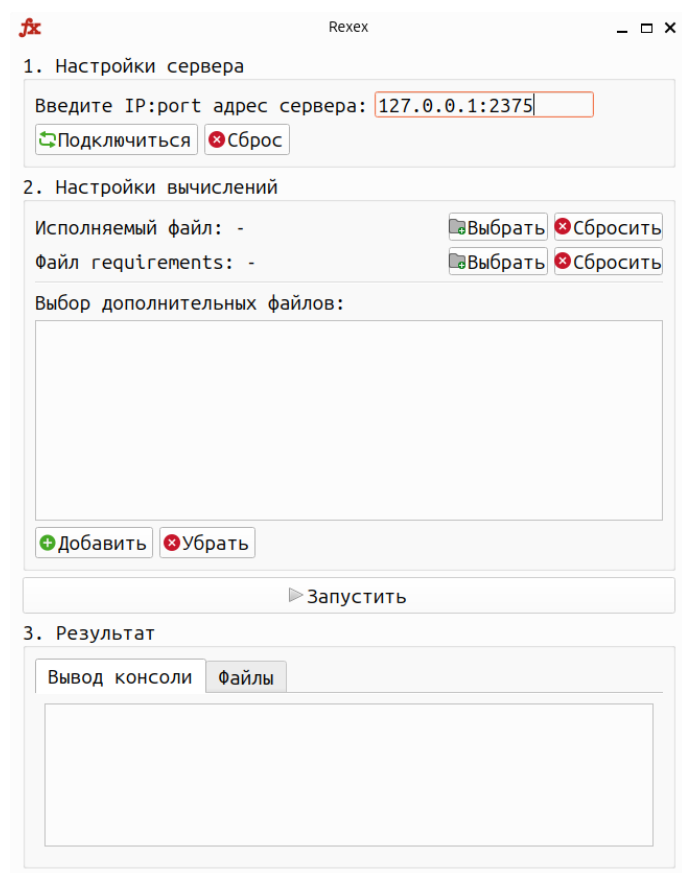 fx Rexex
1. Настройки сервера
Введите IP:port адрес сервера: 127.0.0.1:2375
Подключиться Сброс
2. Настройки вычислений
Исполняемый файл: - Выбрать Сбросить
Файл requirements: - Выбрать Сбросить
Выбор дополнительных файлов:
Добавить Убрать
Запустить
3. Результат
Вывод консоли Файлы